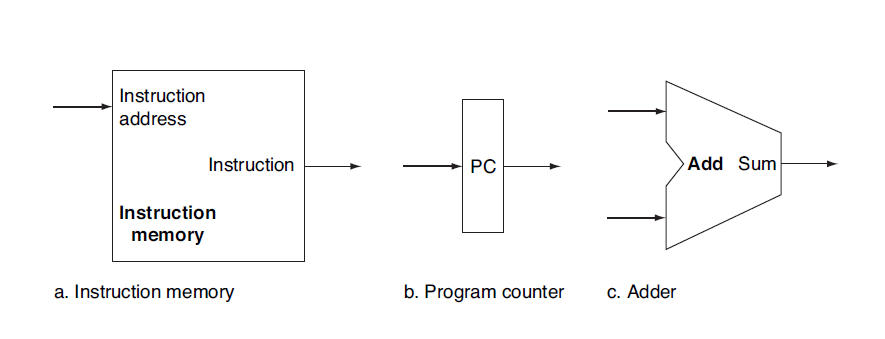 Instruction
address
Instruction
Instruction
memory
PC
Add Sum
a. Instruction memory
b. Program counter
c. Adder